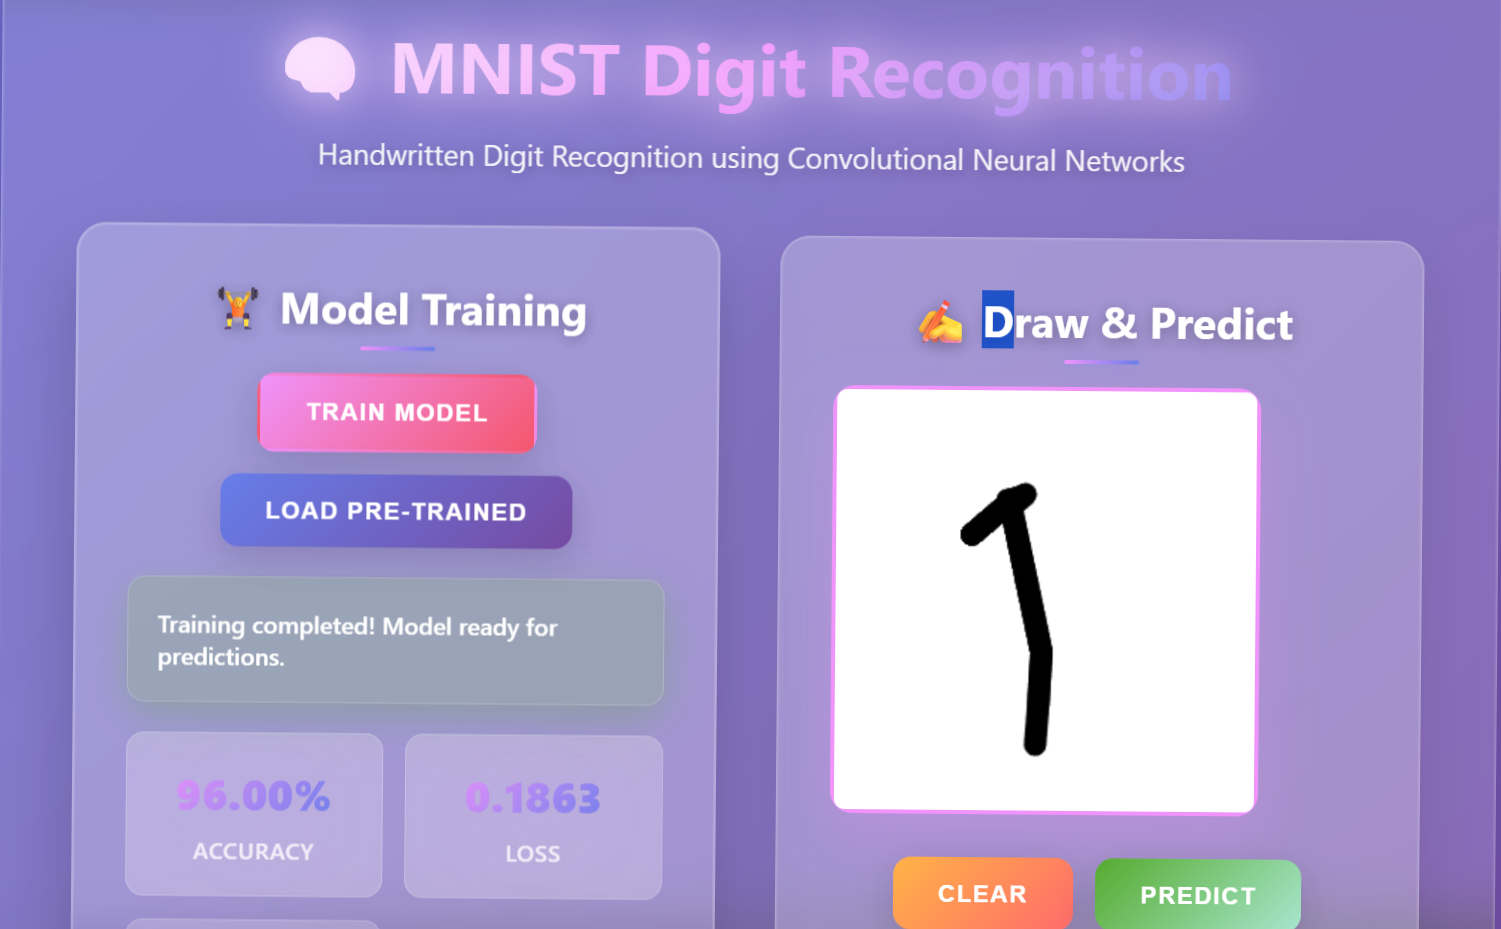 MNIST Digit Recognition
Handwritten Digit Recognition using Convolutional Neural Networks
Model Training
TRAIN MODEL
LOAD PRE-TRAINED
Training completed! Model ready for
predictions.
96.00%
ACCURACY
0.1863
LOSS
Draw & Predict
1
CLEAR
PREDICT